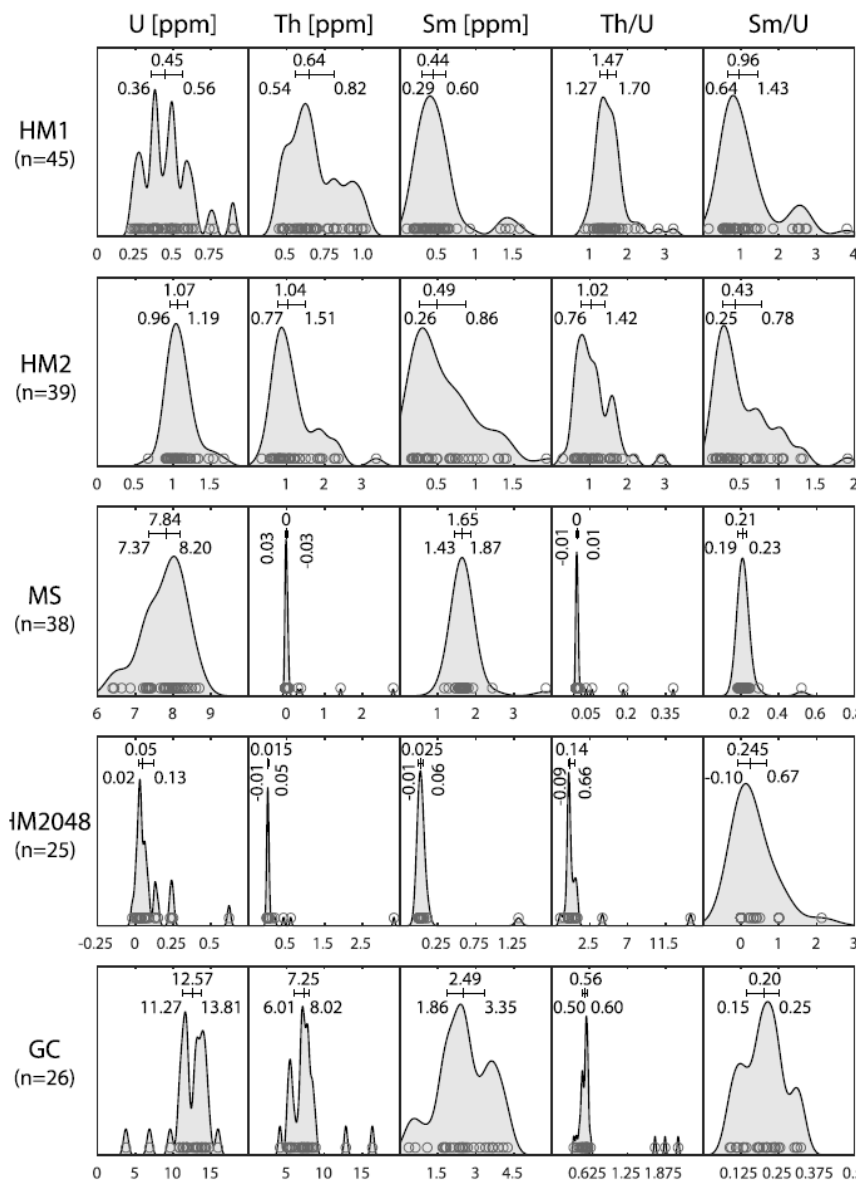 U [ppm] Th [ppm] Sm [ppm] Th/U Sm/U
0.45 0.64 0.44 1.47 0.96
0.36 0.56 0.54 0.82 0.29 0.60 1.27 1.70 0.64 1.43
HM1
(n=45)
0 0.25 0.5 0.75 0.5 0.75 1.0 0.5 1 1.5 1 2 3 1 2 3 4
1.07 1.04 0.49 1.02 0.43
0.96 1.19 0.77 1.51 0.26 0.86 0.76 1.42 0.25 0.78
HM2
(n=39)
0 0.5 1 1.5 1 2 3 0.5 1 1.5 1 2 3 0.5 1 1.5 2
7.84 0 1.65 0 0.21
7.37 8.20 0.03 -0.03 1.43 1.87 -0.01 0.01 0.19 0.23
MS
(n=38)
6 7 8 9 0 1 2 1 2 3 0.05 0.2 0.35 0.2 0.4 0.6 0.8
0.05 0.015 0.025 0.14 0.245
0.02 0.13 -0.01 0.05 -0.01 0.06 -0.09 0.66 -0.10 0.67
HM2048
(n=25)
-0.25 0 0.25 0.5 0.5 1.5 2.5 0.25 0.75 1.25 2.5 7 11.5 0 1 2 3
12.57 7.25 2.49 0.56 0.20
11.27 13.81 6.01 8.02 1.86 3.35 0.50 0.60 0.15 0.25
GC
(n=26)
0 5 10 15 5 10 15 1.5 3 4.5 0.625 1.25 1.875 0.125 0.25 0.375